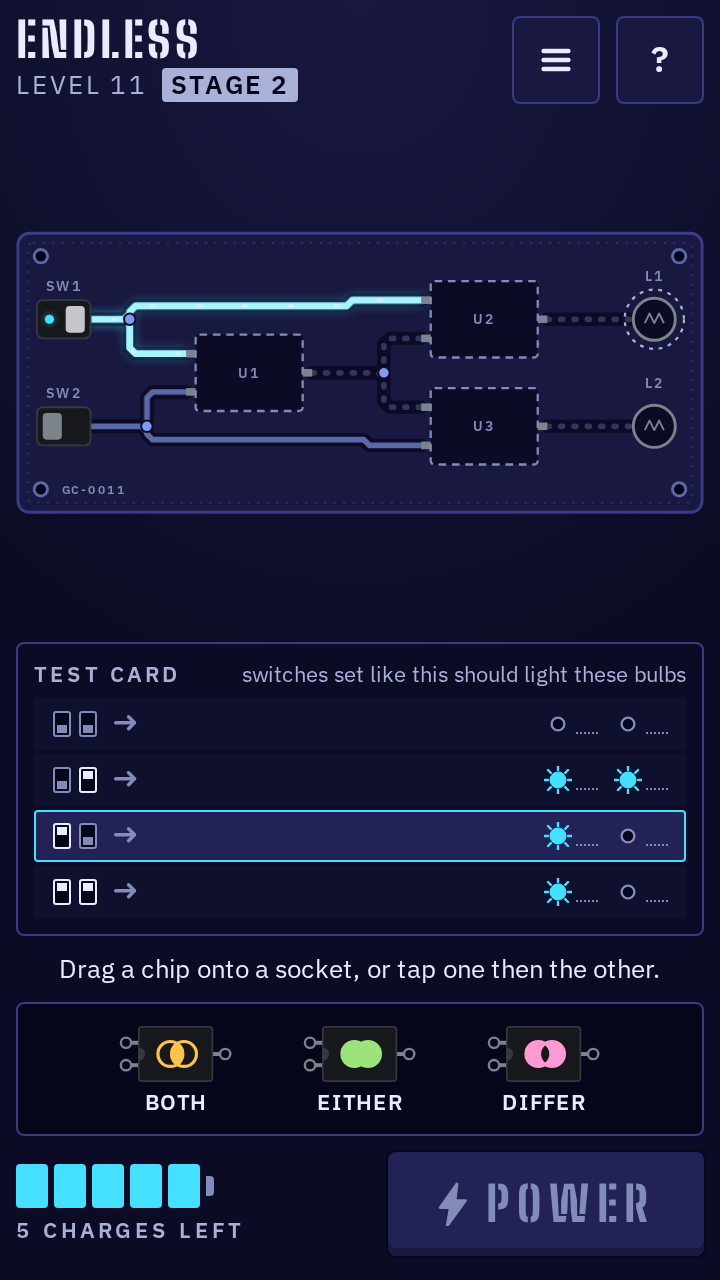 ENDLESS
LEVEL 11 STAGE 2
?
SW1
L1
U2
U1
SW2
L2
U3
GC-0011
TEST CARD switches set like this should light these bulbs
Drag a chip onto a socket, or tap one then the other.
BOTH EITHER DIFFER
POWER
5 CHARGES LEFT